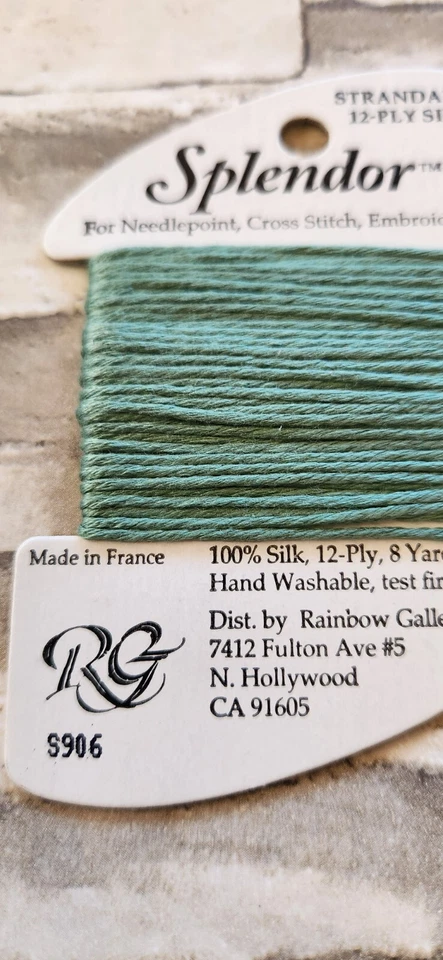 STRANDA
12-PLY SI
Splendor™
For Needlepoint, Cross Stitch, Embroid
Made in France
100% Silk, 12-Ply, 8 Yar
Hand Washable, test fir
Dist. by Rainbow Galle
7412 Fulton Ave #5
N. Hollywood
CA 91605
RG
S906